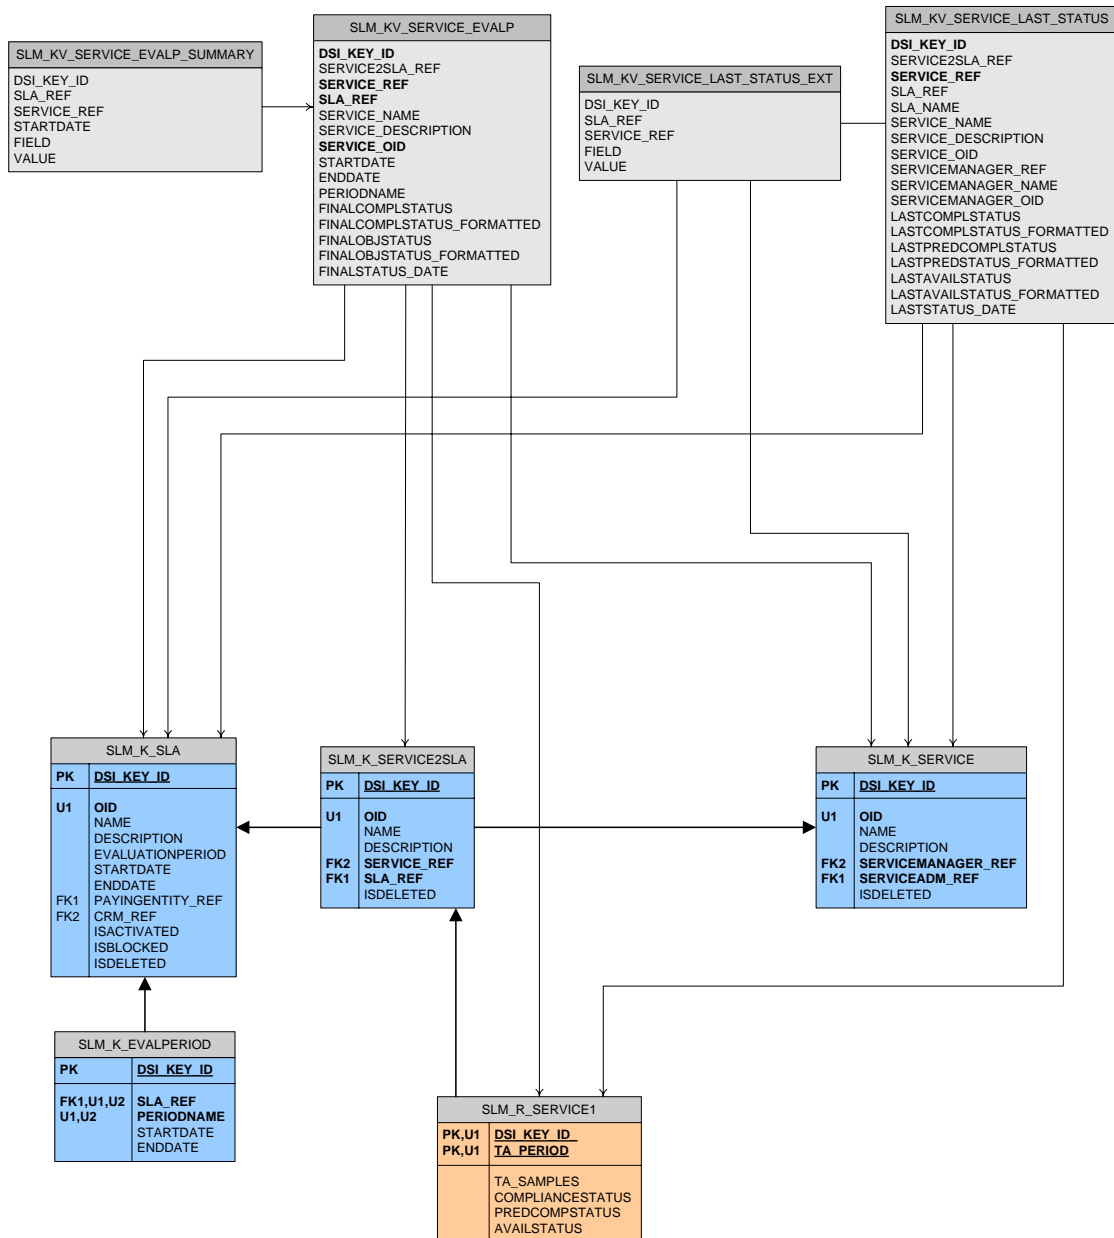 SLM_KV_SERVICE_EVALP_SUMMARY
DSI_KEY_ID
SLA_REF
SERVICE_REF
STARTDATE
FIELD
VALUE
SLM_KV_SERVICE_EVALP
DSI_KEY_ID
SERVICE2SLA_REF
SERVICE_REF
SLA_REF
SERVICE_NAME
SERVICE_DESCRIPTION
SERVICE_OID
STARTDATE
ENDDATE
PERIODNAME
FINALCOMPLSTATUS
FINALCOMPLSTATUS_FORMATTED
FINALOBJSTATUS
FINALOBJSTATUS_FORMATTED
FINALSTATUS_DATE
SLM_KV_SERVICE_LAST_STATUS_EXT
DSI_KEY_ID
SLA_REF
SERVICE_REF
FIELD
VALUE
SLM_KV_SERVICE_LAST_STATUS
DSI_KEY_ID
SERVICE2SLA_REF
SERVICE_REF
SLA_REF
SLA_NAME
SERVICE_NAME
SERVICE_DESCRIPTION
SERVICE_OID
SERVICEMANAGER_REF
SERVICEMANAGER_NAME
SERVICEMANAGER_OID
LASTCOMPLSTATUS
LASTCOMPLSTATUS_FORMATTED
LASTPREDCOMPLSTATUS
LASTPREDSTATUS_FORMATTED
LASTAVAILSTATUS
LASTAVAILSTATUS_FORMATTED
LASTSTATUS_DATE
SLM_K_SLA
PK DSI_KEY_ID
U1 OID
NAME
DESCRIPTION
EVALUATIONPERIOD
STARTDATE
ENDDATE
FK1 PAYINGENTITY_REF
FK2 CRM_REF
ISACTIVATED
ISBLOCKED
ISDELETED
SLM_K_SERVICE2SLA
PK DSI_KEY_ID
U1 OID
NAME
DESCRIPTION
FK2 SERVICE_REF
FK1 SLA_REF
ISDELETED
SLM_K_SERVICE
PK DSI_KEY_ID
U1 OID
NAME
DESCRIPTION
FK2 SERVICEMANAGER_REF
FK1 SERVICEADM_REF
ISDELETED
SLM_K_EVALPERIOD
PK DSI_KEY_ID
FK1,U1,U2 SLA_REF
U1,U2 PERIODNAME
STARTDATE
ENDDATE
SLM_R_SERVICE1
PK,U1 DSI_KEY_ID
PK,U1 TA_PERIOD
TA_SAMPLES
COMPLIANCESTATUS
PREDCOMPSTATUS
AVAILSTATUS